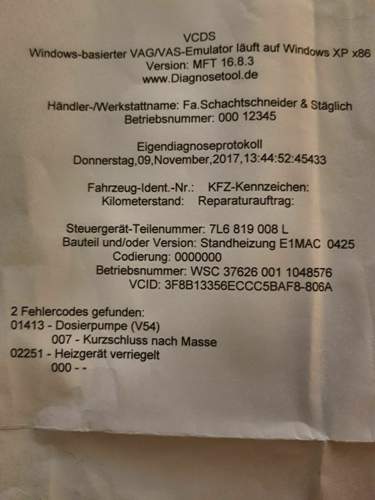 VCDS
Windows-basierter VAG/VAS-Emulator läuft auf Windows XP x86
Version: MFT 16.8.3
www.Diagnosetool.de
Händler-/Werkstattname: Fa.Schachtschneider & Stäglich
Betriebsnummer: 000 12345
Eigendiagnoseprotokoll
Donnerstag,09,November,2017,13:44:52:45433
Fahrzeug-Ident.-Nr.: KFZ-Kennzeichen:
Kilometerstand: Reparaturauftrag:
Steuergerät-Teilenummer: 7L6 819 008 L
Bauteil und/oder Version: Standheizung E1MAC 0425
Codierung: 0000000
Betriebsnummer: WSC 37626 001 1048576
VCID: 3F8B13356ECCC5BAF8-806A
2 Fehlercodes gefunden:
01413 - Dosierpumpe (V54)
007 - Kurzschluss nach Masse
02251 - Heizgerät verriegelt
000 - -